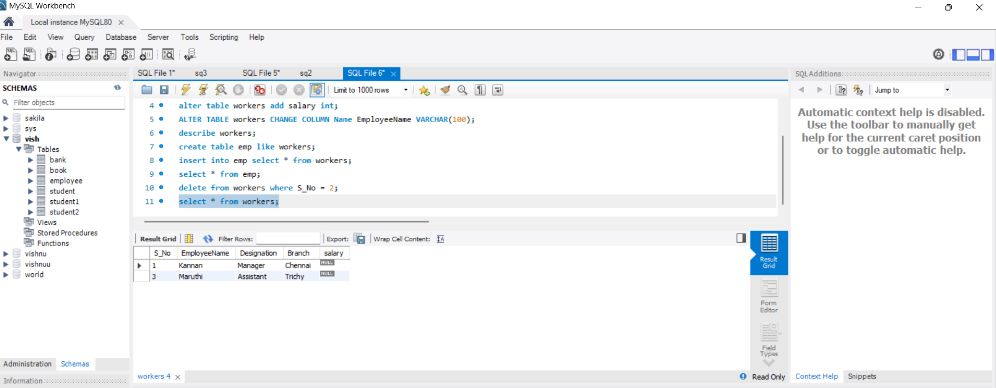 MySQL Workbench
Local instance MySQL80
File Edit View Query Database Server Tools Scripting Help
Navigator
SCHEMAS
Filter objects
sakila
sys
vish
Tables
bank
book
employee
student
student1
student2
Views
Stored Procedures
Functions
vishnu
vishnuu
world
Administration Schemas
Information
SQL File 1* sq3 SQL File 5* sq2 SQL File 6*
Limit to 1000 rows
4 alter table workers add salary int;
5 ALTER TABLE workers CHANGE COLUMN Name EmployeeName VARCHAR(100);
6 describe workers;
7 create table emp like workers;
8 insert into emp select * from workers;
9 select * from emp;
10 delete from workers where S_No = 2;
11 select * from workers;
Result Grid Filter Rows: Export: Wrap Cell Content:
S_No EmployeeName Designation Branch salary
1 Kannan Manager Chennai NULL
3 Maruthi Assistant Trichy NULL
Result
Grid
Form
Editor
Field
Types
workers 4
Read Only
SQLAdditions
Jump to
Automatic context help is disabled.
Use the toolbar to manually get
help for the current caret position
or to toggle automatic help.
Context Help Snippets